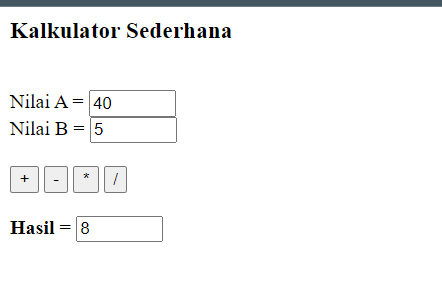 Kalkulator Sederhana
Nilai A = 40
Nilai B = 5
+ - * /
Hasil = 8